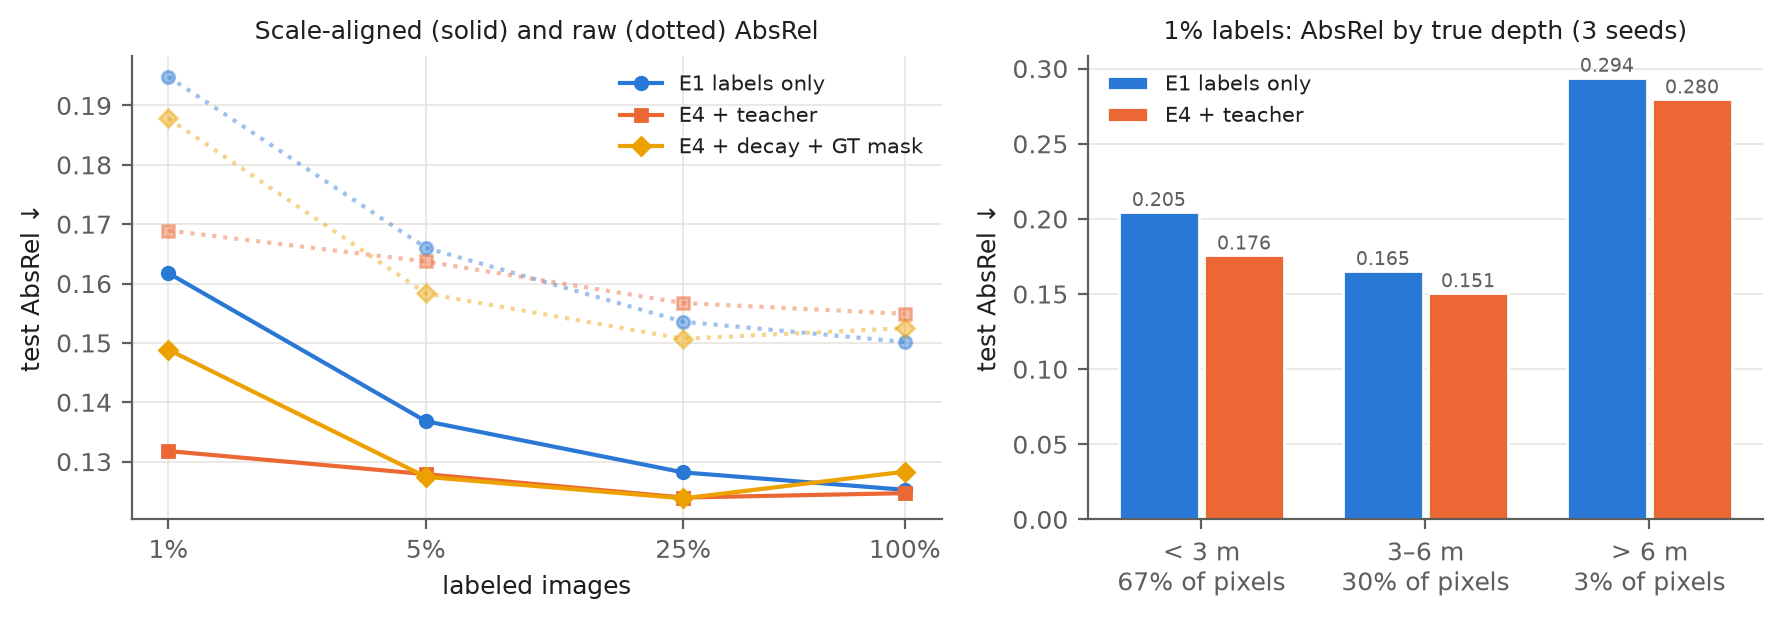 Scale-aligned (solid) and raw (dotted) AbsRel
test AbsRel ↓
0.19
0.18
0.17
0.16
0.15
0.14
0.13
E1 labels only
E4 + teacher
E4 + decay + GT mask
1%
5%
25%
100%
labeled images
1% labels: AbsRel by true depth (3 seeds)
test AbsRel ↓
0.30
0.25
0.20
0.15
0.10
0.05
0.00
E1 labels only
E4 + teacher
0.205
0.176
0.165
0.151
0.294
0.280
< 3 m
67% of pixels
3–6 m
30% of pixels
> 6 m
3% of pixels